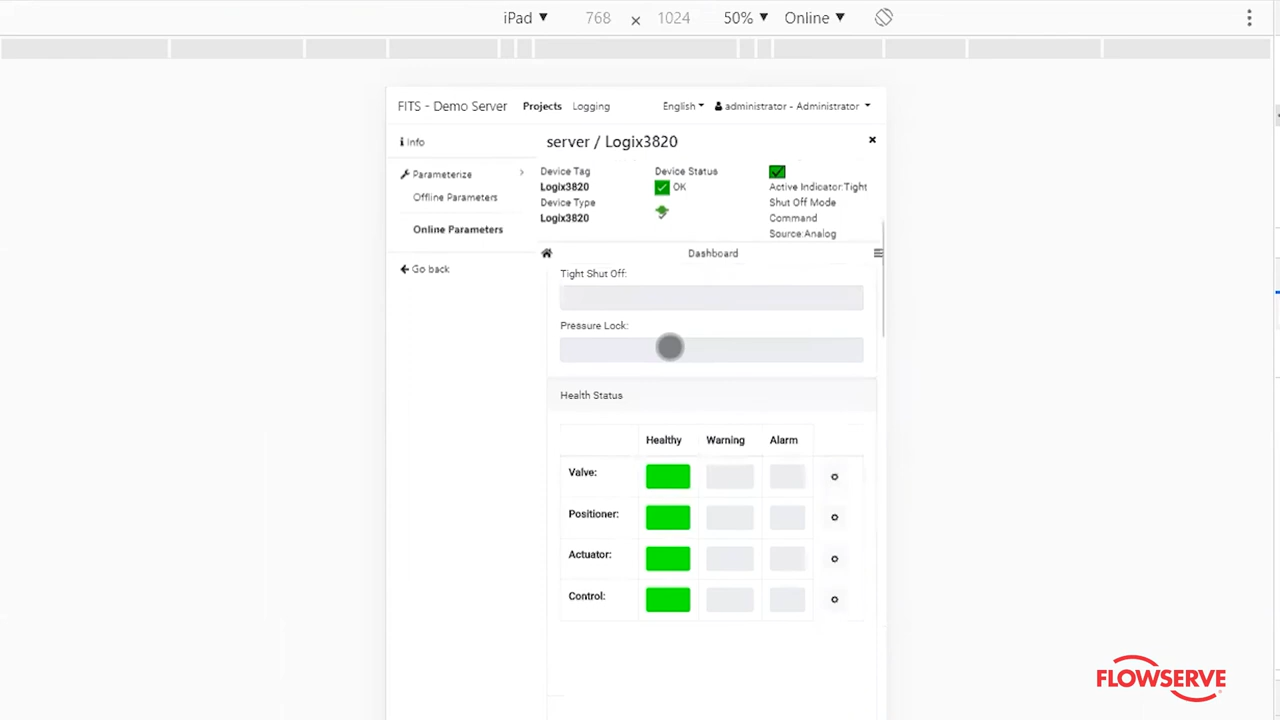 iPad 768 x 1024 50% Online
FITS - Demo Server Projects Logging English administrator - Administrator
Info
Parameterize
Offline Parameters
Online Parameters
Go back
server / Logix3820
Device Tag
Logix3820
Device Type
Logix3820
Device Status
OK
Active Indicator:Tight
Shut Off Mode
Command
Source:Analog
Dashboard
Tight Shut Off:
Pressure Lock:
Health Status
Healthy Warning Alarm
Valve:
Positioner:
Actuator:
Control:
FLOWSERVE